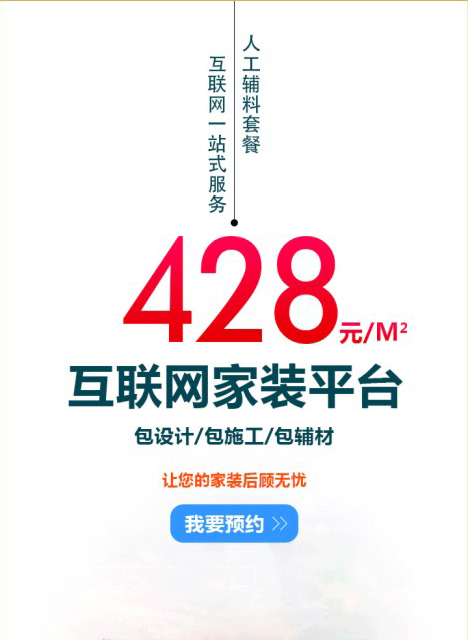 人工辅料套餐
互联网一站式服务
428元/M²
互联网家装平台
包设计/包施工/包辅材
让您的家装后顾无忧
我要预约 >>